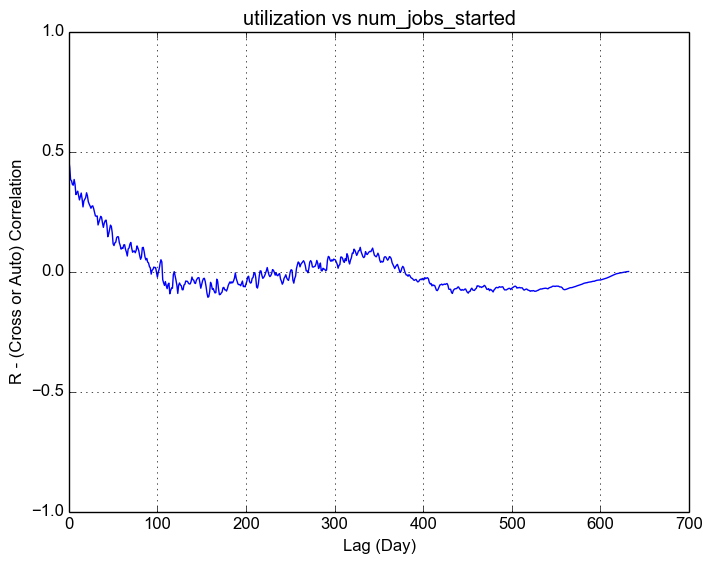 utilization vs num_jobs_started
1.0
0.5
0.0
−0.5
−1.0
R - (Cross or Auto) Correlation
0 100 200 300 400 500 600 700
Lag (Day)